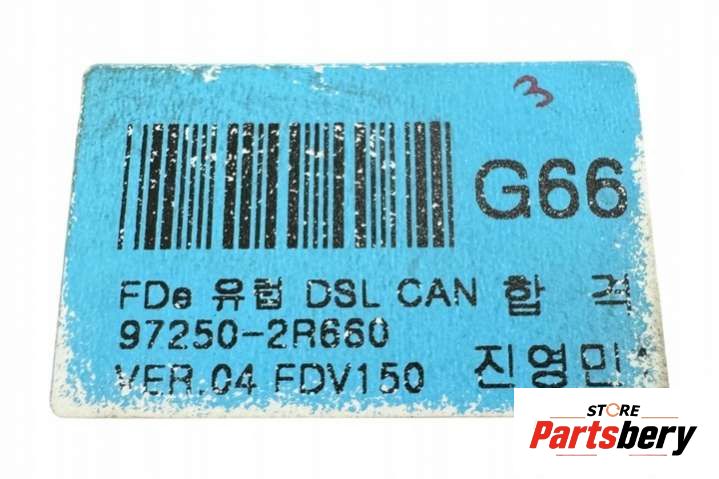 3
G66
FDe 유럽 DSL CAN 합 격
97250-2R660
VER.04 FDV150 진영민
STORE
Partsbery